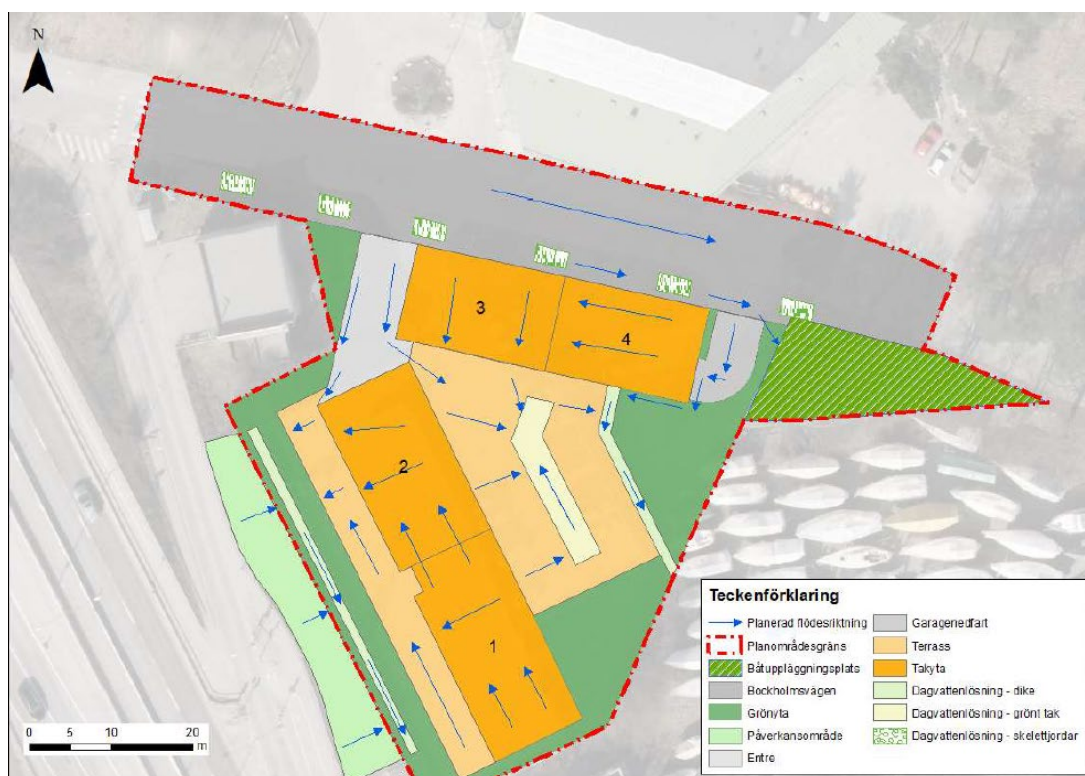 N
3
4
2
1
Teckenförklaring
Planerad flödesriktning
Planområdesgräns
Båtuppläggningsplats
Bockholmsvägen
Grönyta
Påverkansområde
Entre
Garagenedfart
Terrass
Takyta
Dagvattenlösning - dike
Dagvattenlösning - grönt tak
Dagvattenlösning - skelettjordar
0 5 10 20
m